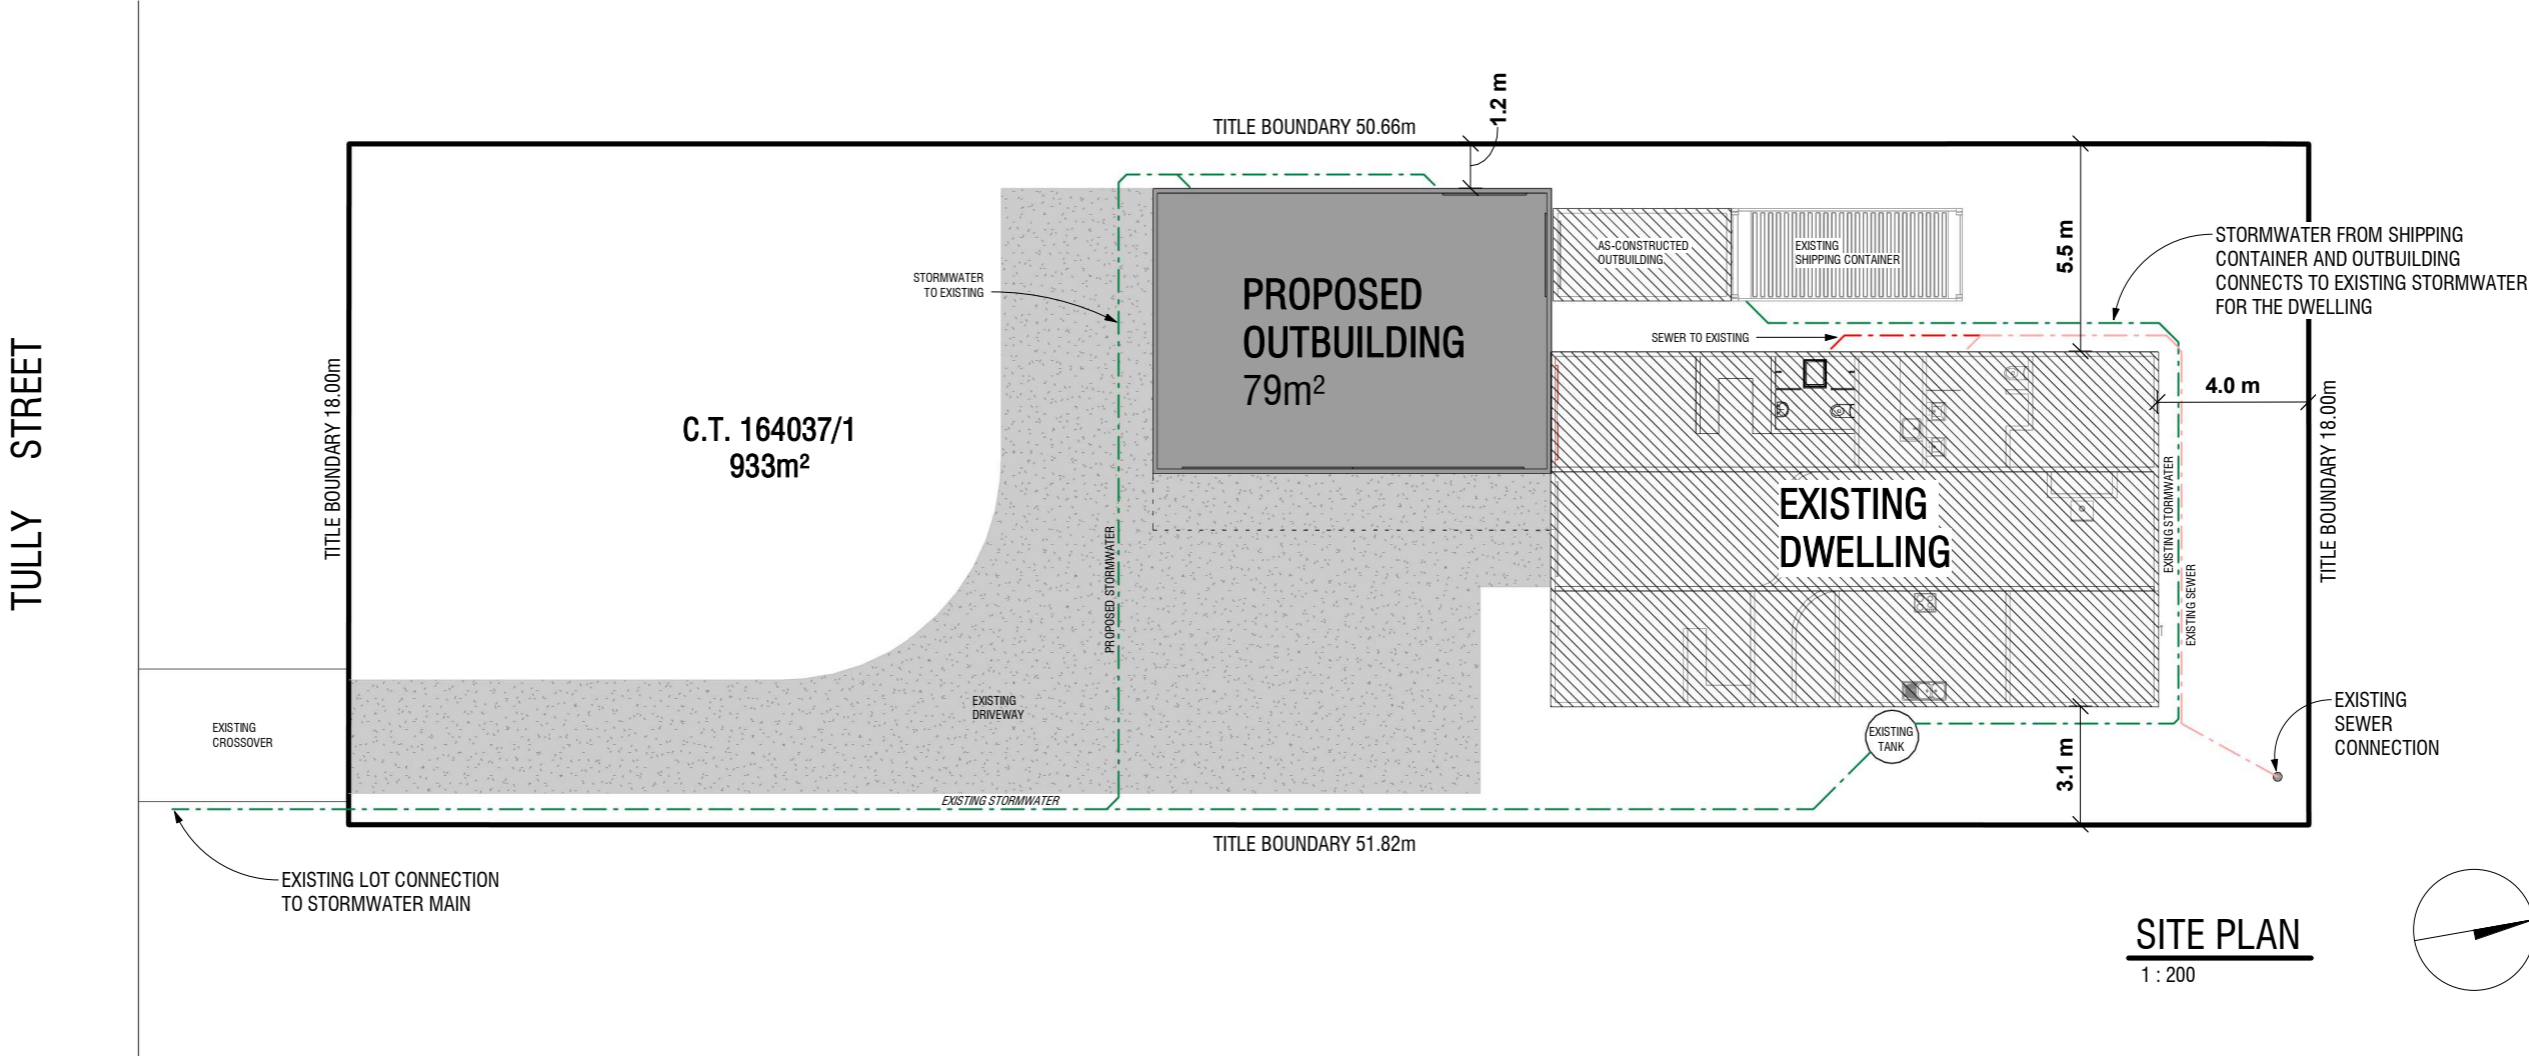 1.2 m
TITLE BOUNDARY 50.66m
TULLY STREET
TITLE BOUNDARY 18.00m
C.T. 164037/1
933m²
STORMWATER
TO EXISTING
PROPOSED STORMWATER
PROPOSED
OUTBUILDING
79m²
AS-CONSTRUCTED
OUTBUILDING
EXISTING
SHIPPING CONTAINER
5.5 m
STORMWATER FROM SHIPPING
CONTAINER AND OUTBUILDING
CONNECTS TO EXISTING STORMWATER
FOR THE DWELLING
SEWER TO EXISTING
4.0 m
TITLE BOUNDARY 18.00m
EXISTING
DWELLING
EXISTING STORMWATER
EXISTING SEWER
EXISTING
CROSSOVER
EXISTING
DRIVEWAY
EXISTING
TANK
3.1 m
EXISTING
SEWER
CONNECTION
EXISTING STORMWATER
TITLE BOUNDARY 51.82m
EXISTING LOT CONNECTION
TO STORMWATER MAIN
SITE PLAN
1 : 200